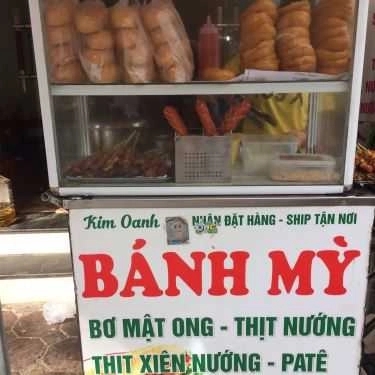 Kim Oanh NHẬN ĐẶT HÀNG - SHIP TẬN NƠI
BÁNH MỲ
BƠ MẬT ONG - THỊT NƯỚNG
THỊT XIÊN NƯỚNG - PATÊ